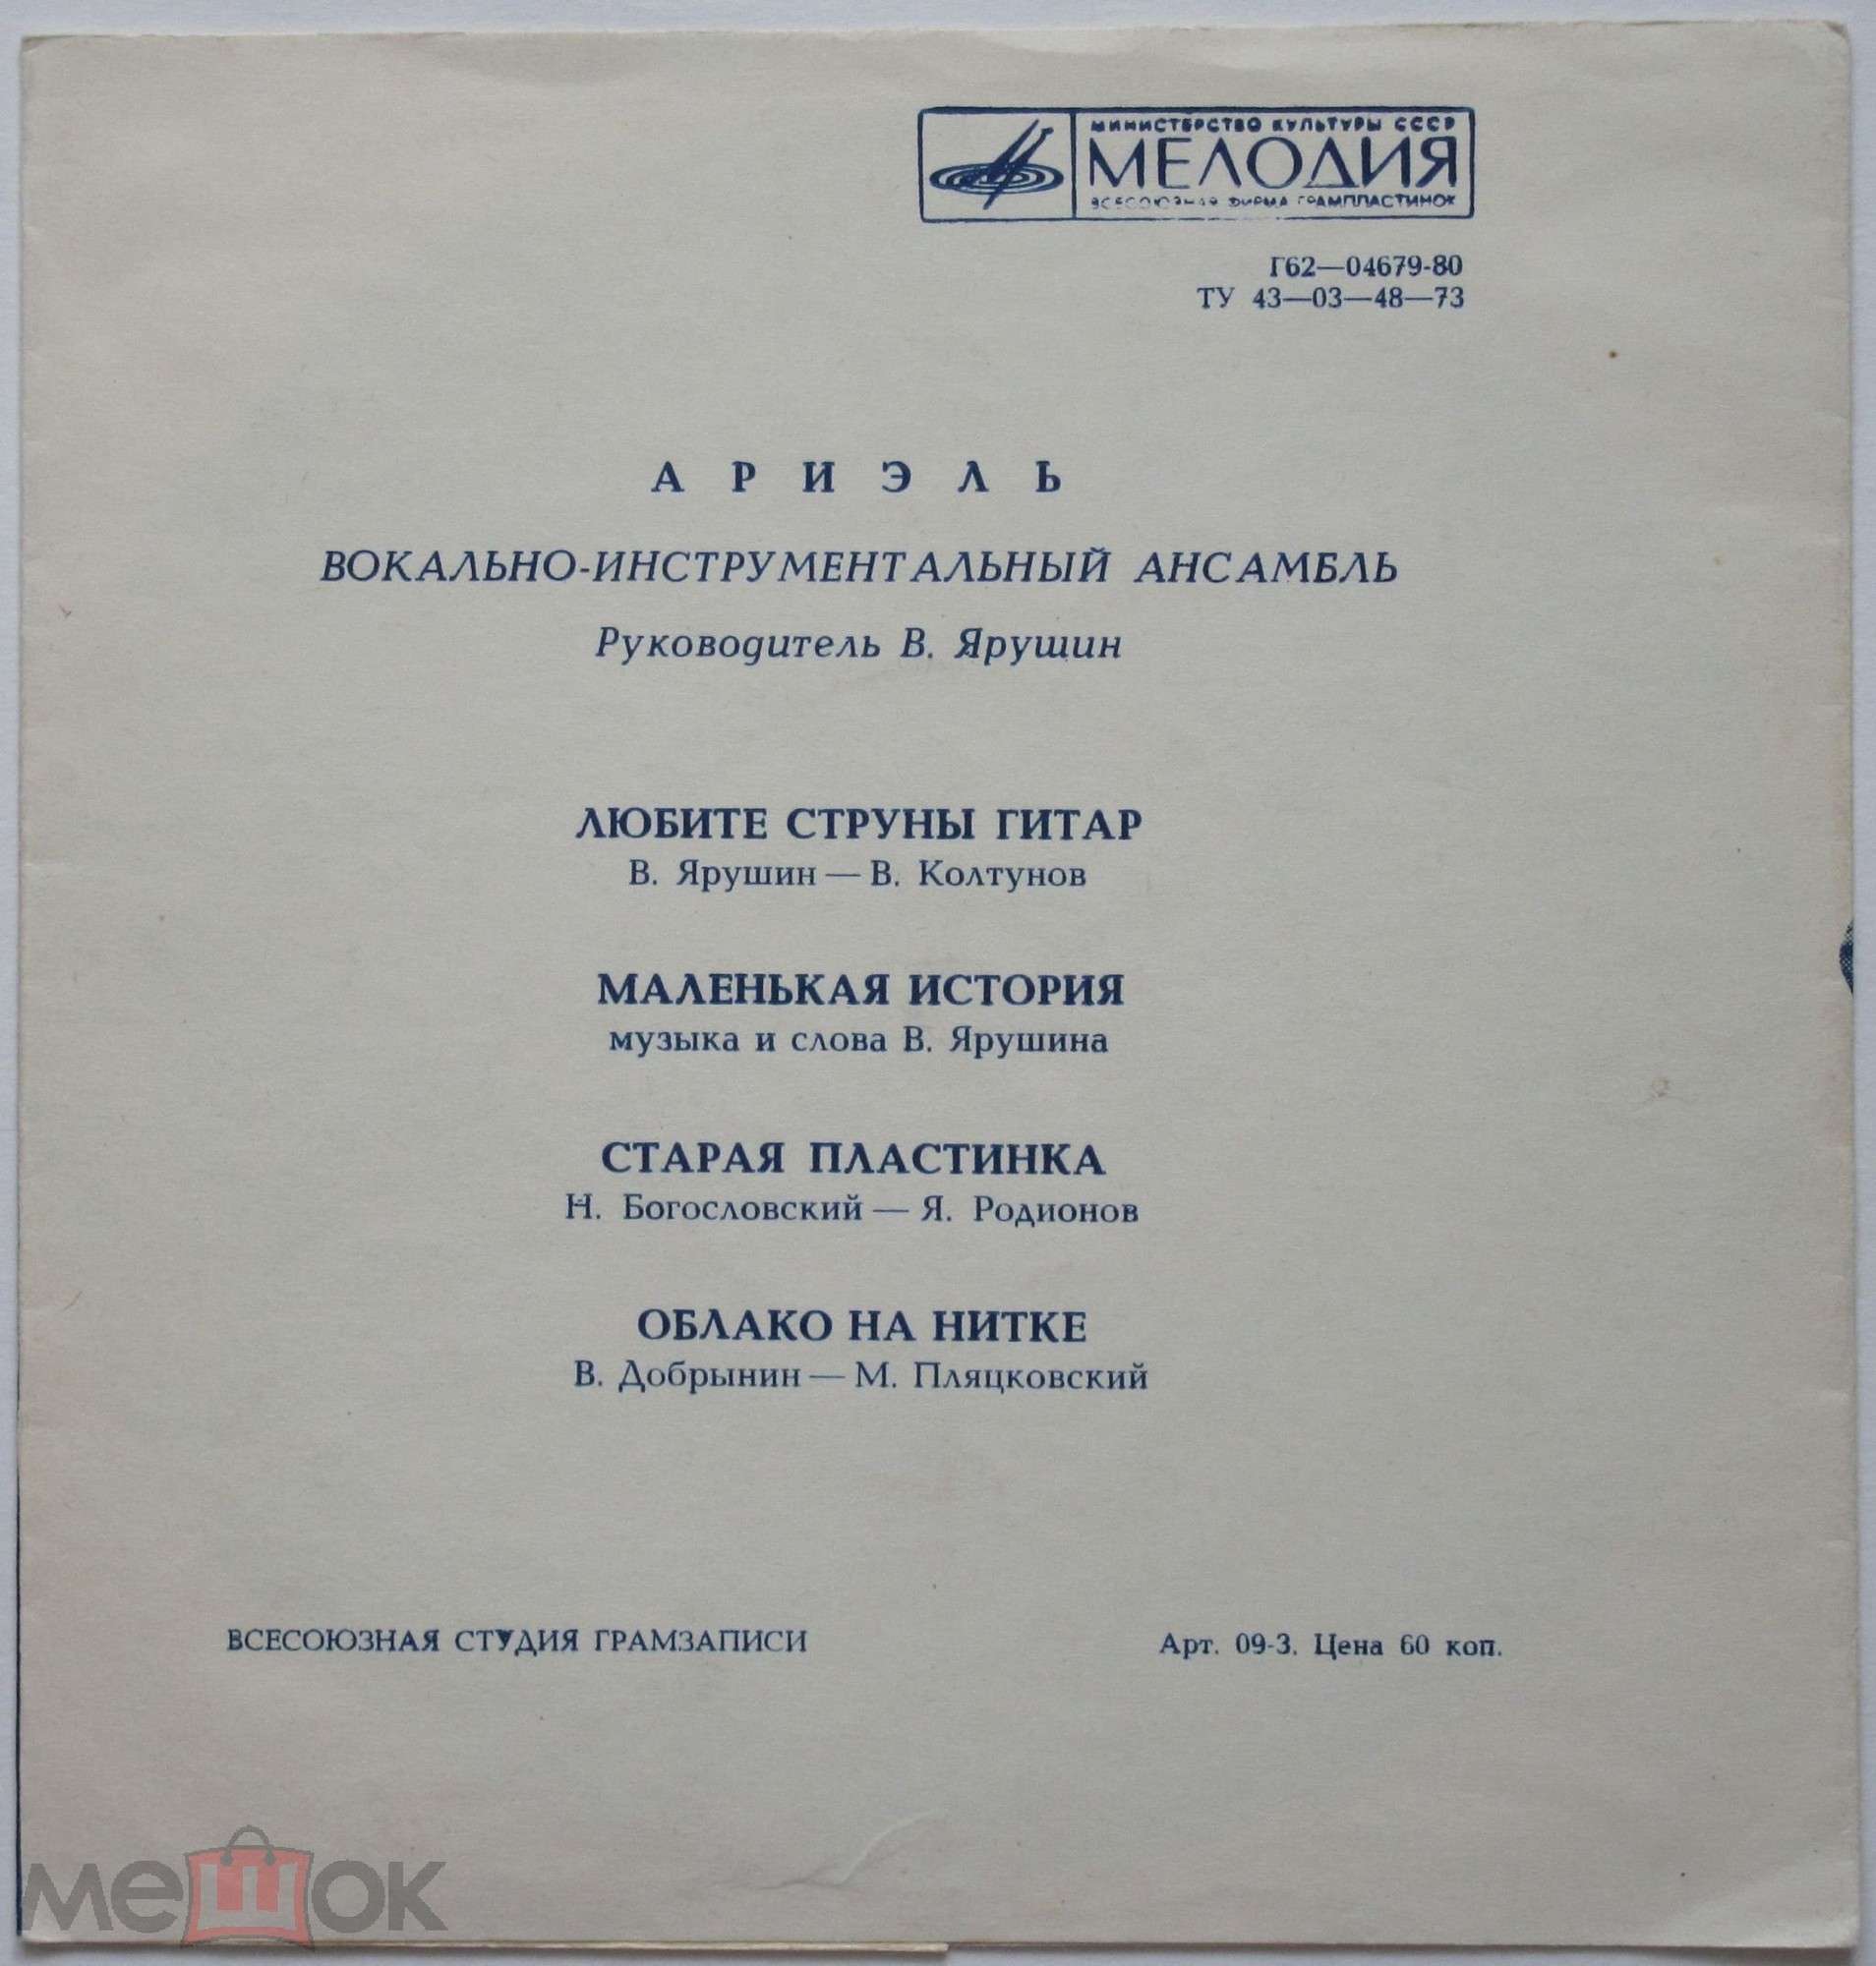 МИНИСТЕРСТВО КУЛЬТУРЫ СССР
МЕЛОДИЯ
ВСЕСОЮЗНАЯ ФИРМА ГРАМПЛАСТИНОК
Г62—04679-80
ТУ 43—03—48—73
АРИЭЛЬ
ВОКАЛЬНО-ИНСТРУМЕНТАЛЬНЫЙ АНСАМБЛЬ
Руководитель В. Ярушин
ЛЮБИТЕ СТРУНЫ ГИТАР
В. Ярушин — В. Колтунов
МАЛЕНЬКАЯ ИСТОРИЯ
музыка и слова В. Ярушина
СТАРАЯ ПЛАСТИНКА
Н. Богословский — Я. Родионов
ОБЛАКО НА НИТКЕ
В. Добрынин — М. Пляцковский
ВСЕСОЮЗНАЯ СТУДИЯ ГРАМЗАПИСИ
Арт. 09-3. Цена 60 коп.
мешок